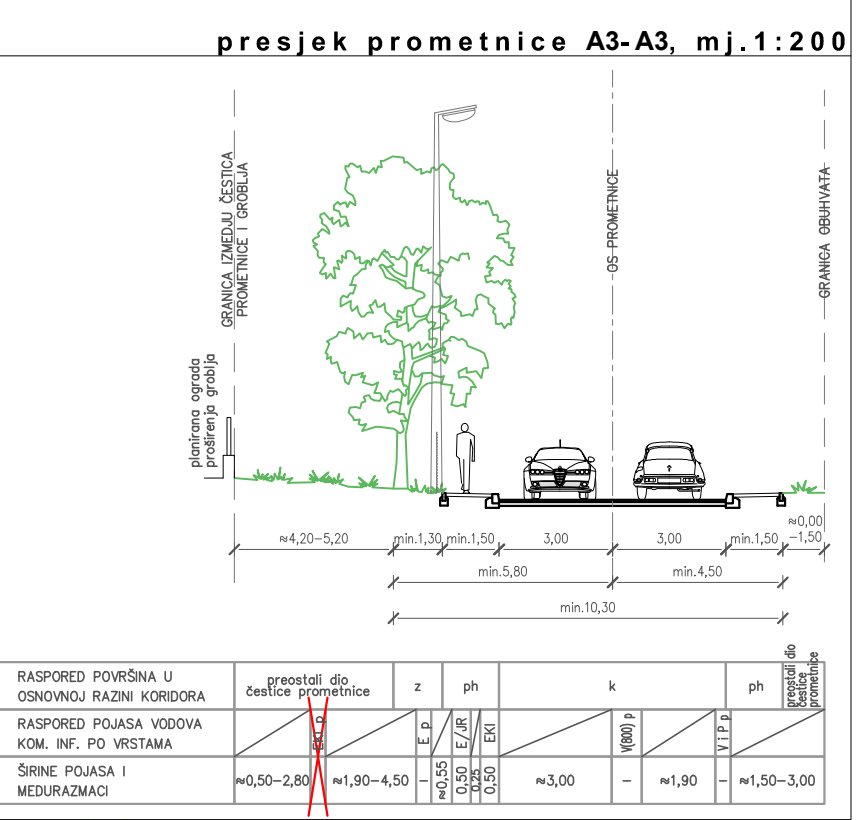 presjek prometnice A3-A3, mj.1:200
GRANICA IZMEDJU ČESTICA
PROMETNICE I GROBLJA
OS PROMETNICE
GRANICA OBUHVATA
planirana ograda
proširenja groblja
≈4,20-5,20
min.1,30
min.1,50
3,00
3,00
min.1,50
≈0,00
-1,50
min.5,80
min.4,50
min.10,30
RASPORED POVRŠINA U
OSNOVNOJ RAZINI KORIDORA
preostali dio
čestice prometnice
z
ph
k
ph
preostali dio
čestice
prometnice
RASPORED POJASA VODOVA
KOM. INF. PO VRSTAMA
EKI p
E p
E/JR
EKI
V(800) p
V i P p
ŠIRINE POJASA I
MEDURAZMACI
≈0,50-2,80
≈1,90-4,50
-
≈0,55
0,50
0,25
0,50
≈3,00
-
≈1,90
-
≈1,50-3,00